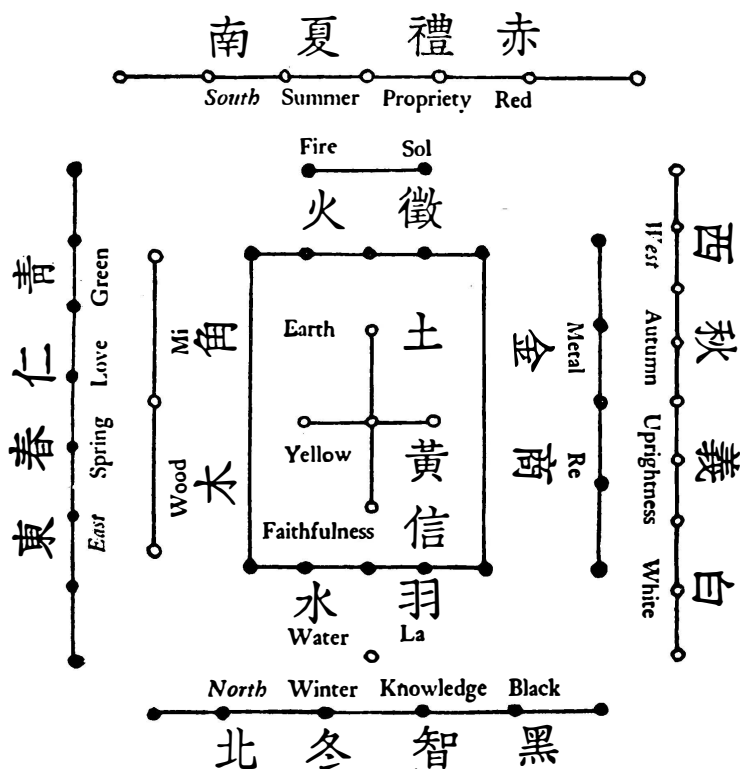 南 夏 禮 赤
South Summer Propriety Red
Fire Sol
火 徵
青 仁 春 東
Green Love Spring East
Mi Wood
角 木
Earth 土
Yellow 黃
Faithfulness 信
金 商
Metal Re
West Autumn Uprightness White
西 秋 義 白
水 羽
Water La
North Winter Knowledge Black
北 冬 智 黑